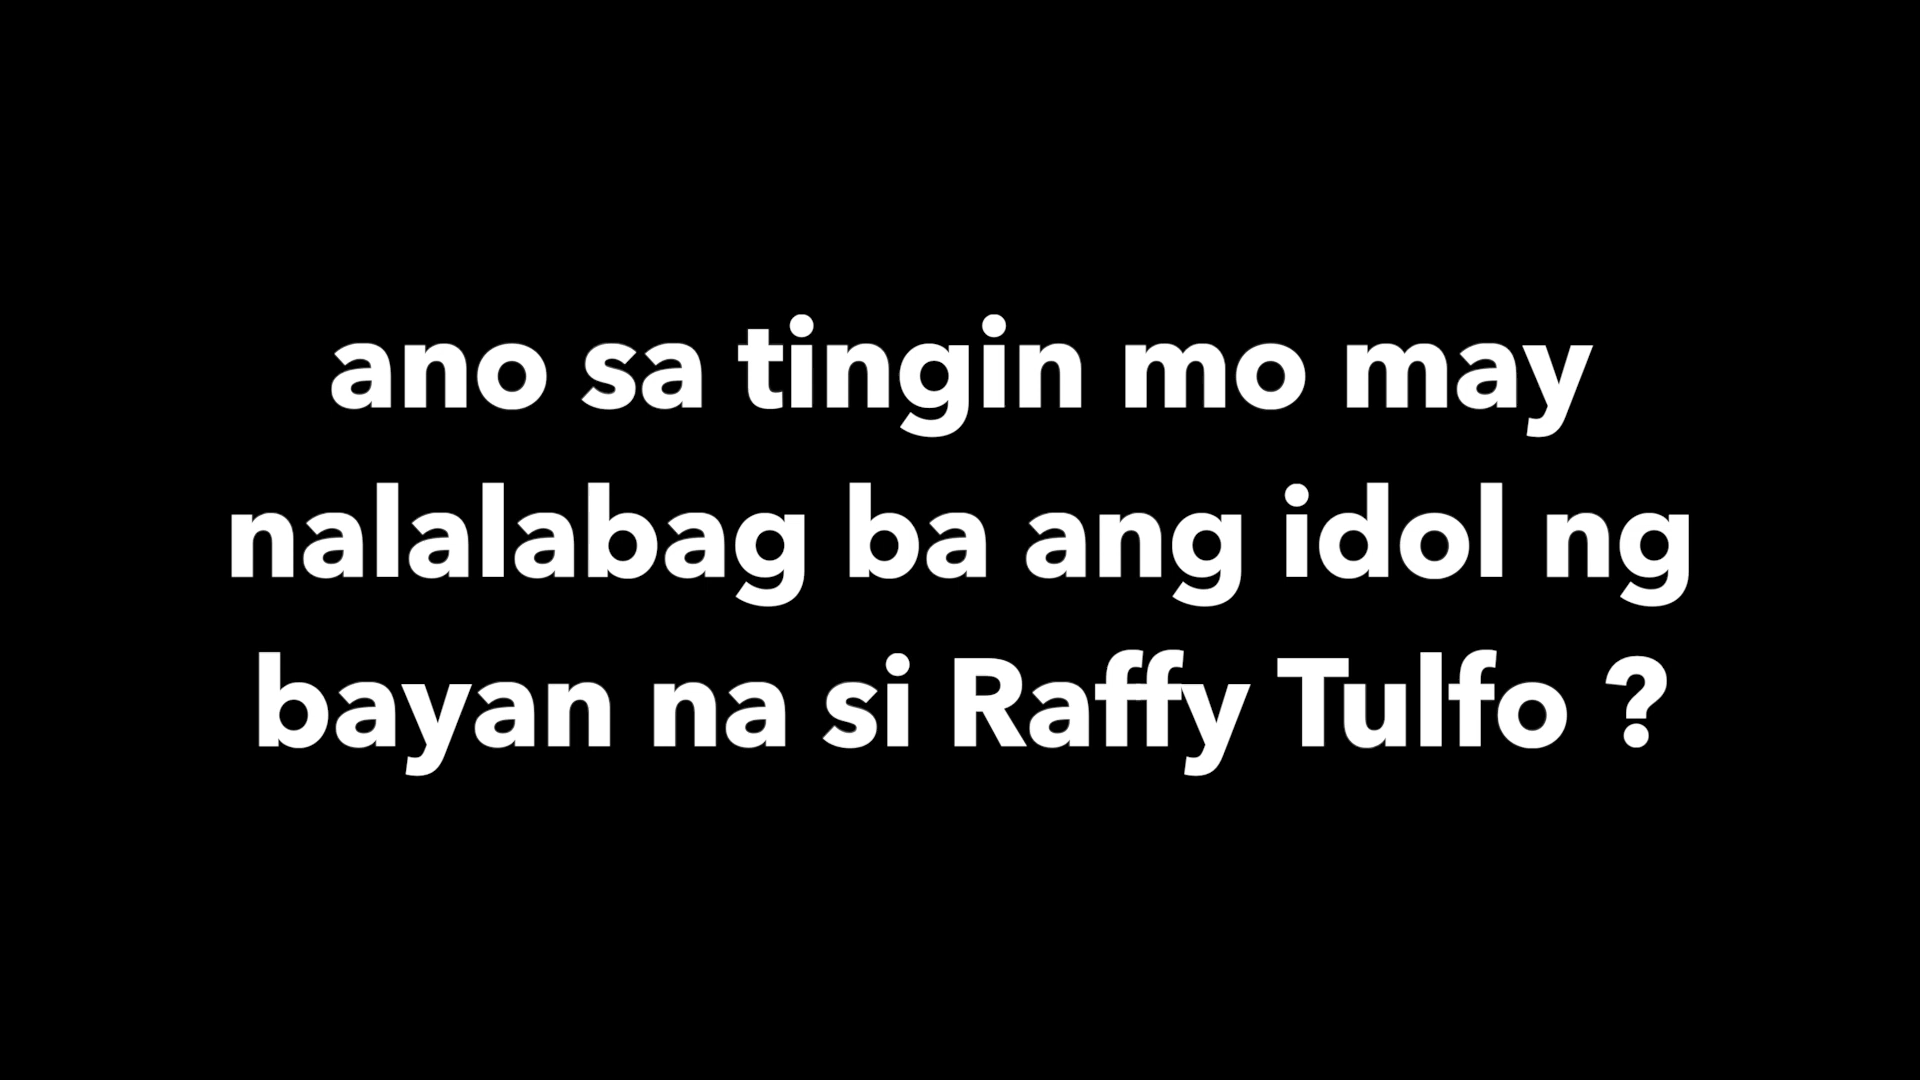 ano sa tingin mo may
nalalabag ba ang idol ng
bayan na si Raffy Tulfo ?